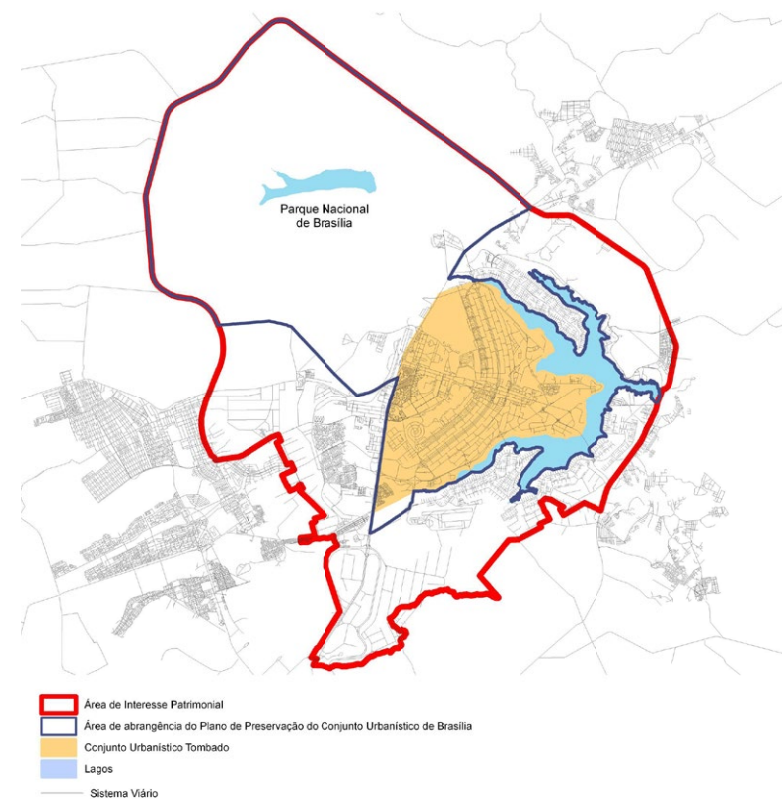 Parque Nacional
de Brasília
Área de Interesse Patrimonial
Área de abrangência do Plano de Preservação do Conjunto Urbanístico de Brasília
Conjunto Urbanístico Tombado
Lagos
Sistema Viário